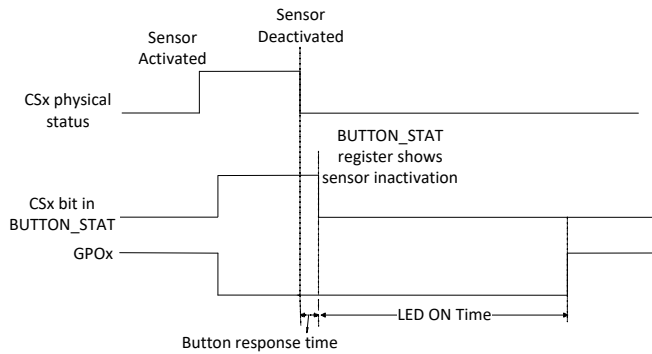 Sensor
Deactivated
Sensor
Activated
CSx physical
status
BUTTON_STAT
register shows
sensor inactivation
CSx bit in
BUTTON_STAT
GPOx
LED ON Time
Button response time